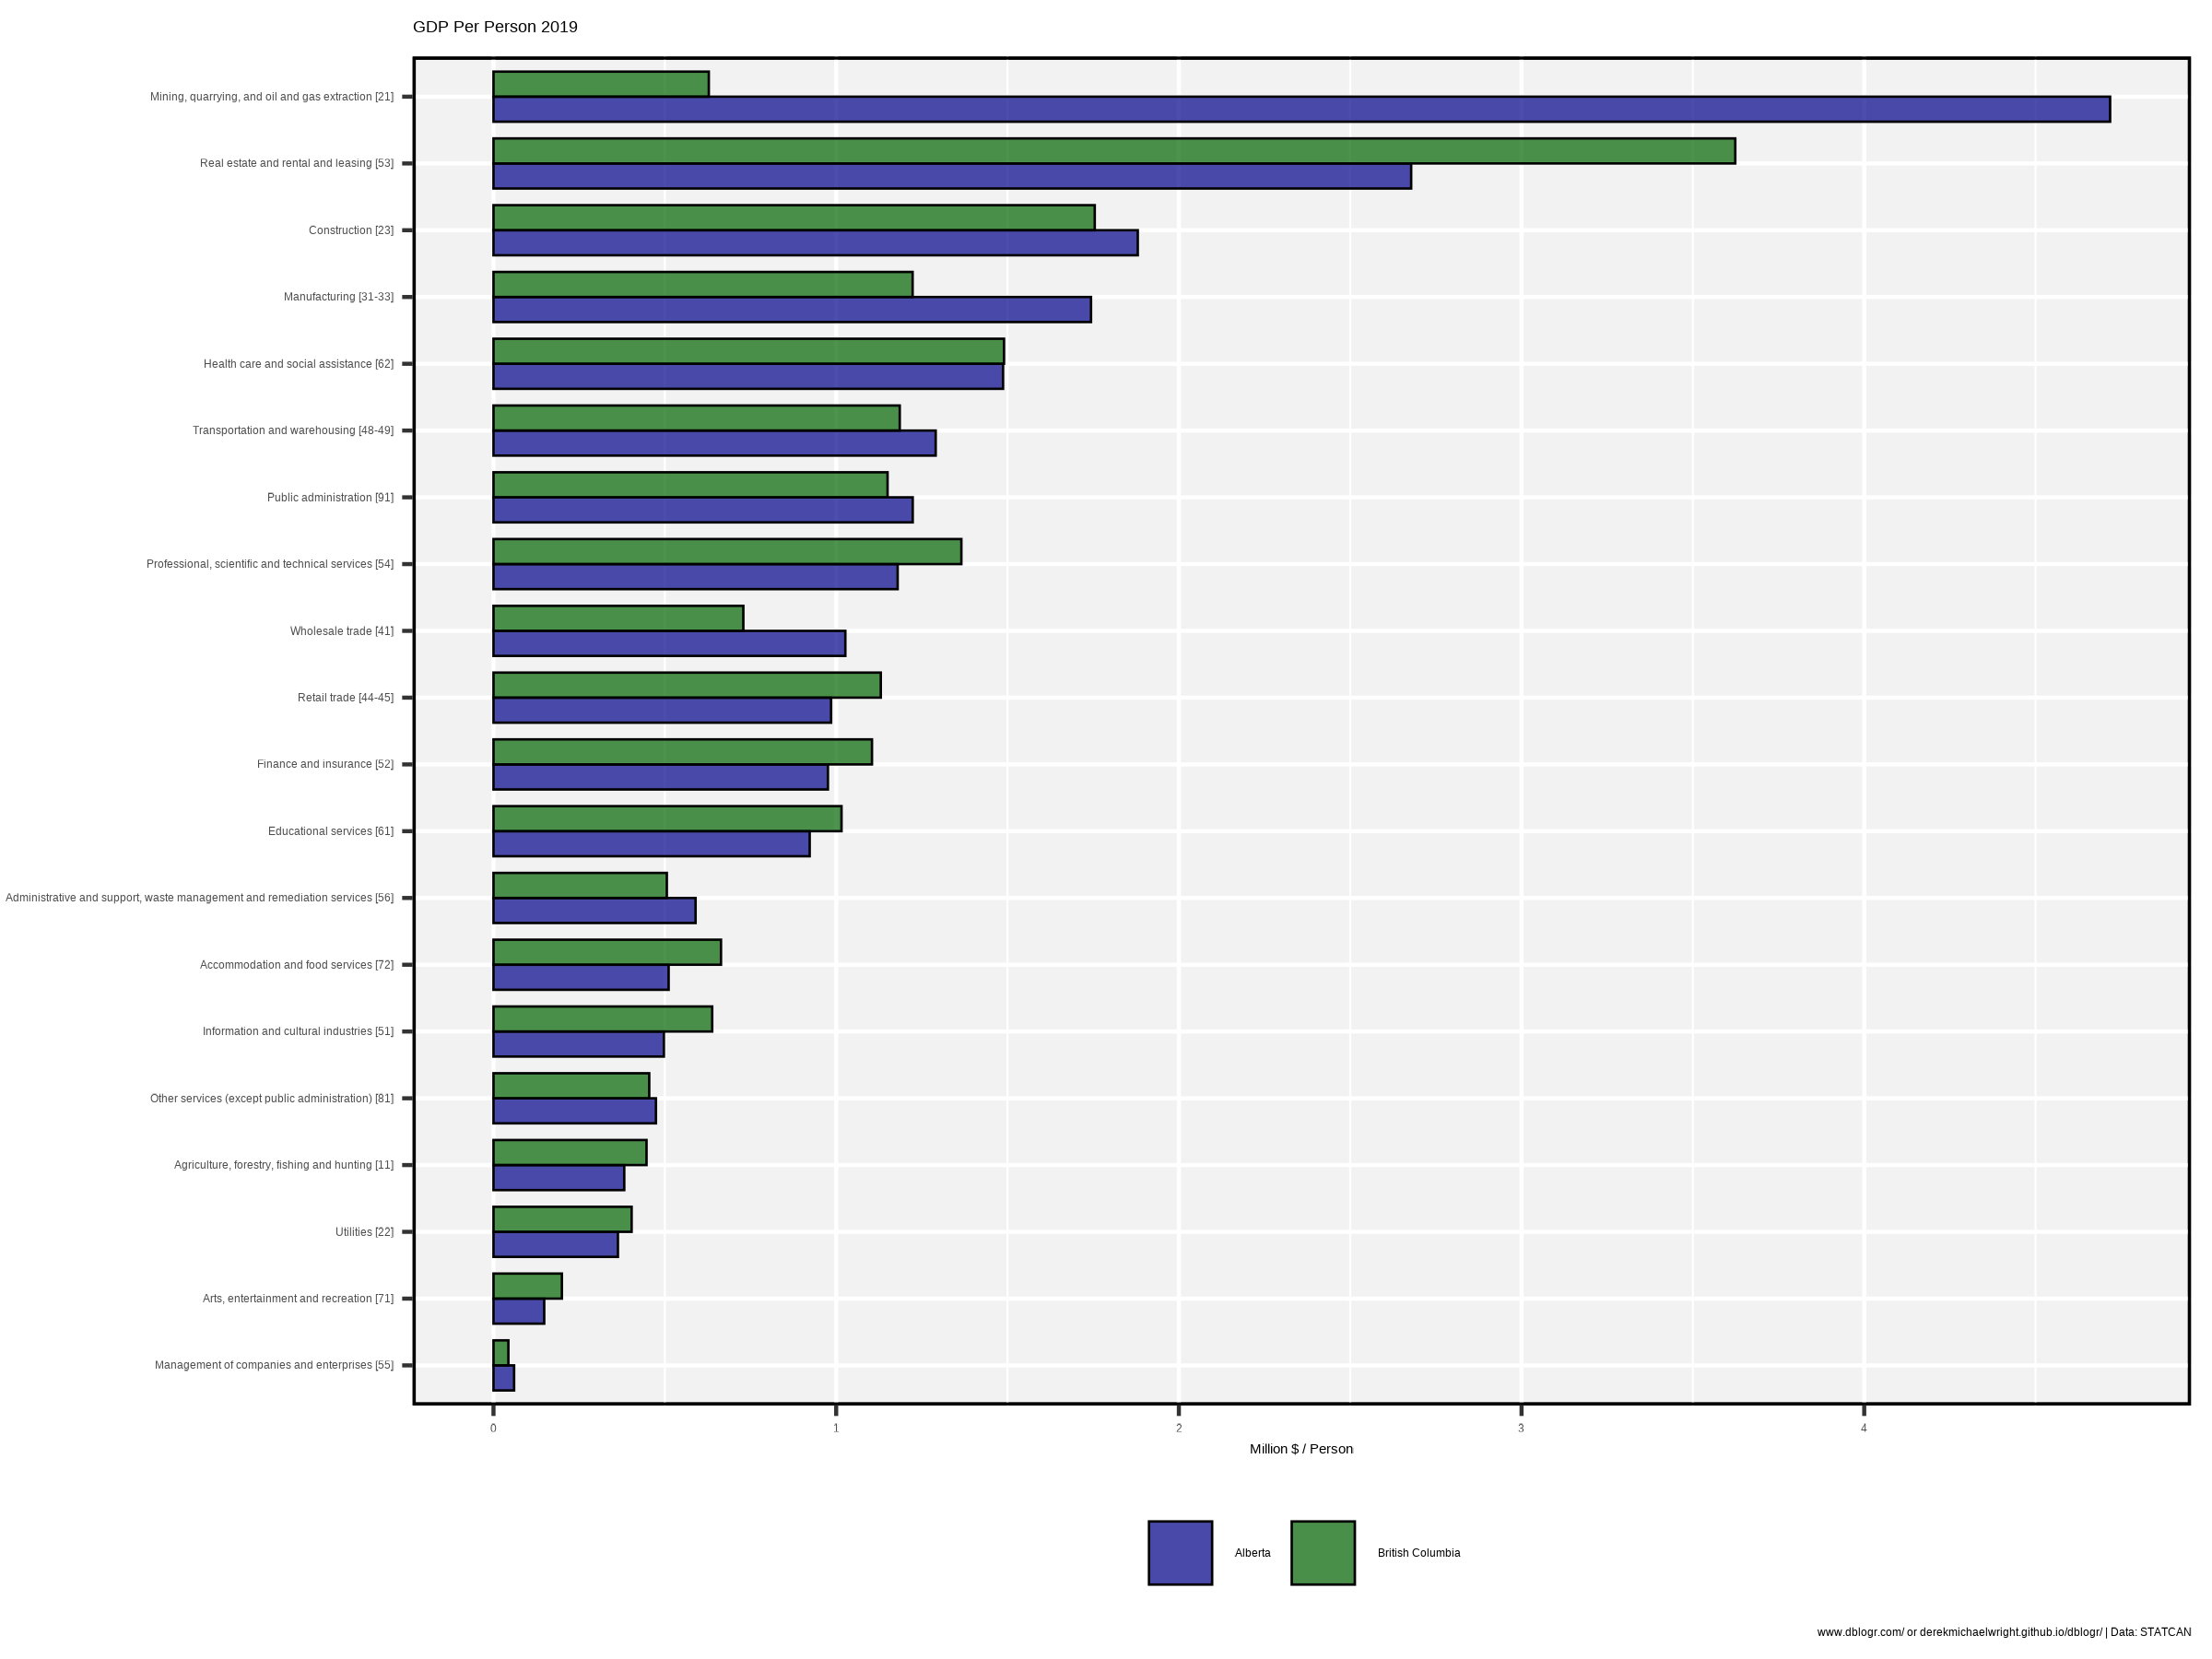 GDP Per Person 2019
Mining, quarrying, and oil and gas extraction [21]
Real estate and rental and leasing [53]
Construction [23]
Manufacturing [31-33]
Health care and social assistance [62]
Transportation and warehousing [48-49]
Public administration [91]
Professional, scientific and technical services [54]
Wholesale trade [41]
Retail trade [44-45]
Finance and insurance [52]
Educational services [61]
Administrative and support, waste management and remediation services [56]
Accommodation and food services [72]
Information and cultural industries [51]
Other services (except public administration) [81]
Agriculture, forestry, fishing and hunting [11]
Utilities [22]
Arts, entertainment and recreation [71]
Management of companies and enterprises [55]
0 1 2 3 4
Million $ / Person
Alberta British Columbia
www.dblogr.com/ or derekmichaelwright.github.io/dblogr/ | Data: STATCAN